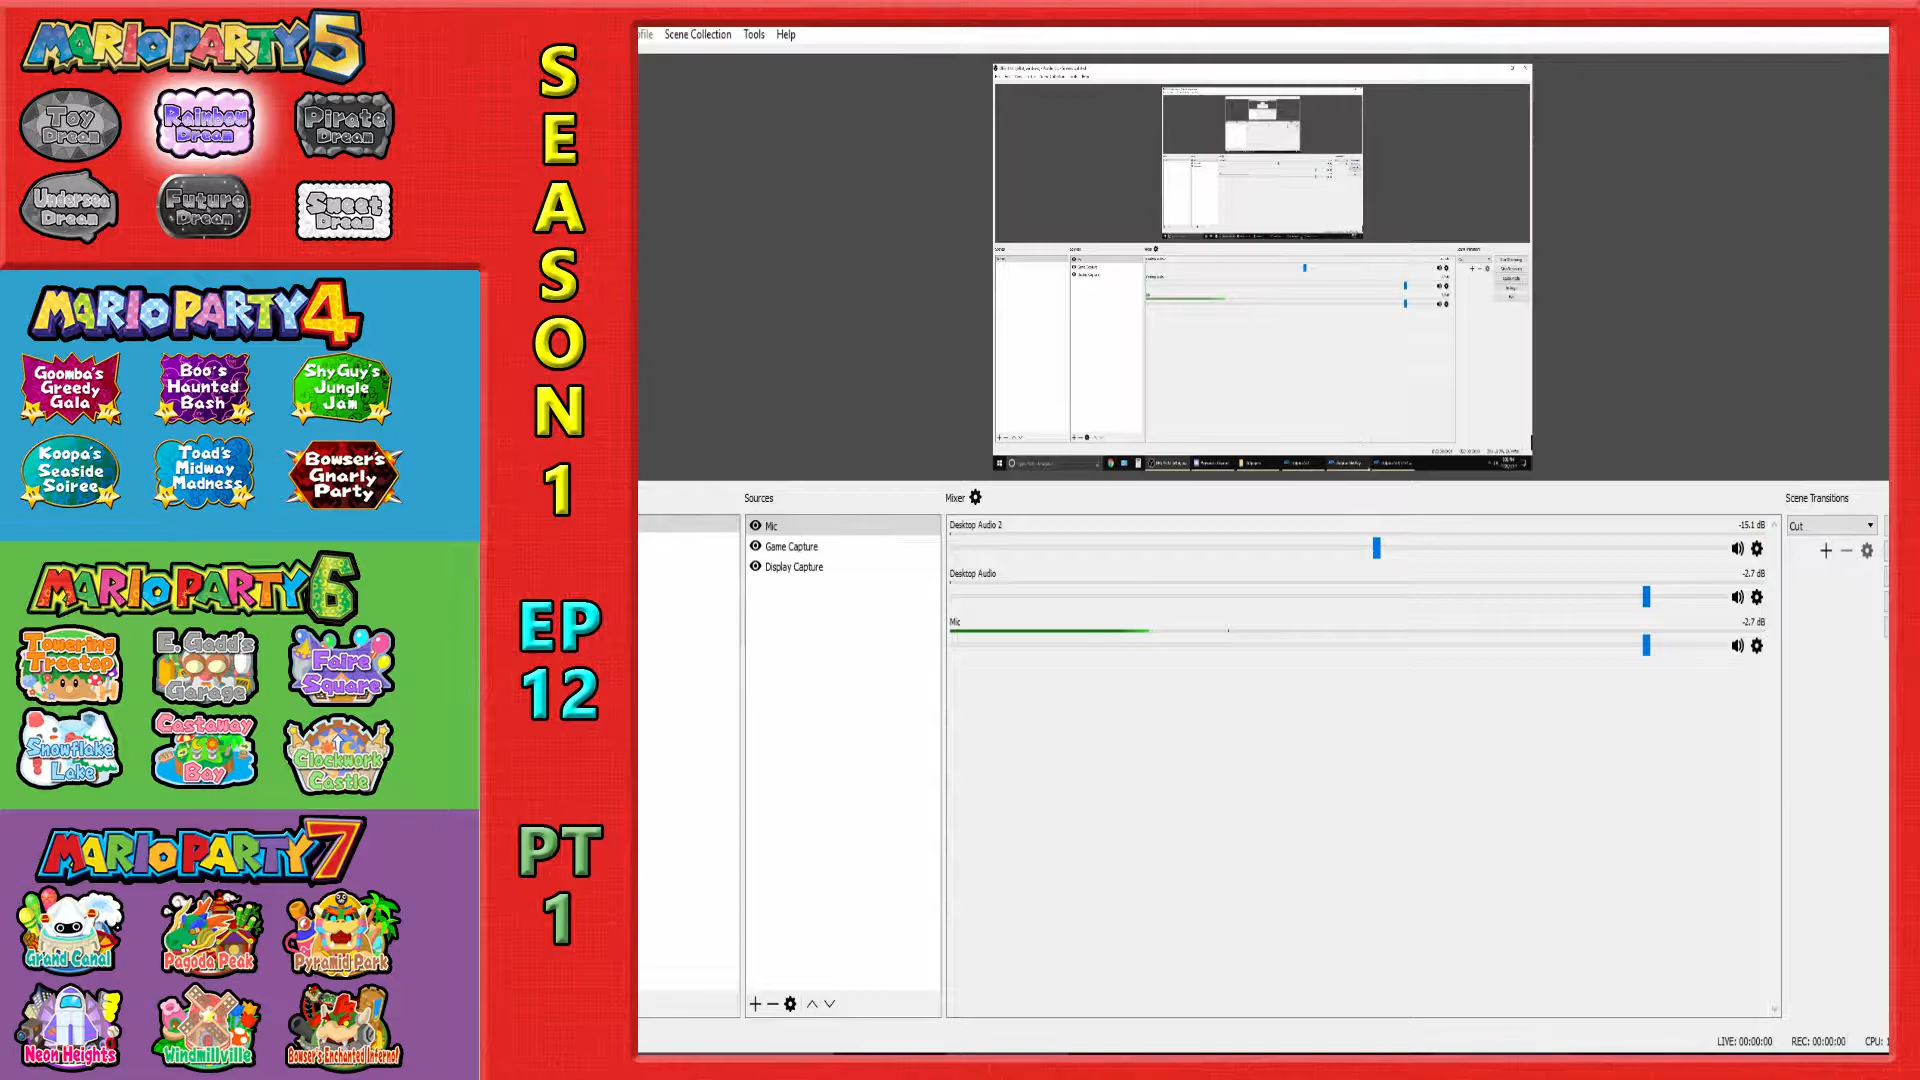 MARIO PARTY 5
Toy Dream
Rainbow Dream
Pirate Dream
Undersea Dream
Future Dream
Sweet Dream
MARIO PARTY 4
Goomba's Greedy Gala
Boo's Haunted Bash
Shy Guy's Jungle Jam
Koopa's Seaside Soiree
Toad's Midway Madness
Bowser's Gnarly Party
MARIO PARTY 6
Towering Treetop
E. Gadd's Garage
Faire Square
Snowflake Lake
Castaway Bay
Clockwork Castle
MARIO PARTY 7
Grand Canal
Pagoda Peak
Pyramid Park
Neon Heights
Windmillville
Bowser's Enchanted Inferno!
SEASON 1
EP 12
PT 1
ofile Scene Collection Tools Help
Sources
Mic
Game Capture
Display Capture
Mixer
Desktop Audio 2 -15.1 dB
Desktop Audio -2.7 dB
Mic -2.7 dB
Scene Transitions
Cut
LIVE: 00:00:00 REC: 00:00:00 CPU: 1